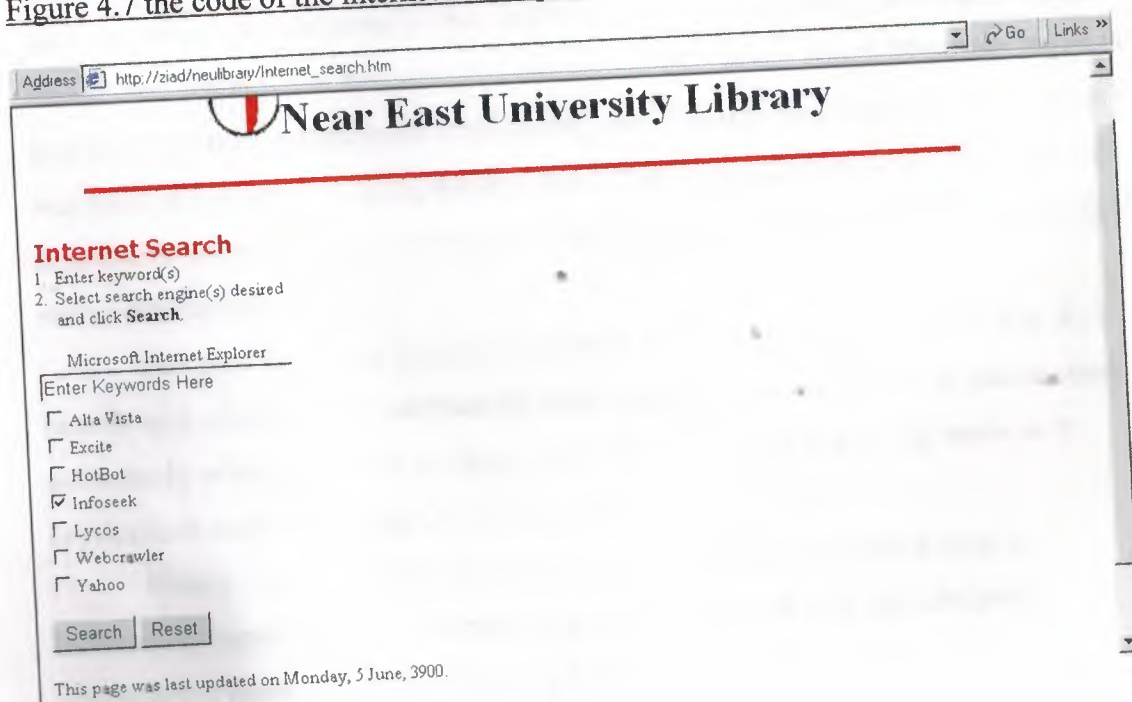 Figure 4.7 the code of the
Go Links »
Address http://ziad/neulibrary/Internet_search.htm
Near East University Library
Internet Search
1. Enter keyword(s)
2. Select search engine(s) desired
and click Search.
Microsoft Internet Explorer
Enter Keywords Here
Alta Vista
Excite
HotBot
Infoseek
Lycos
Webcrawler
Yahoo
Search Reset
This page was last updated on Monday, 5 June, 3900.